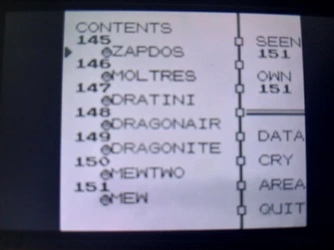 CONTENTS
145
ZAPDOS
146
MOLTRES
147
DRATINI
148
DRAGONAIR
149
DRAGONITE
150
MEWTWO
151
MEW
SEEN
151
OWN
151
DATA
CRY
AREA
QUIT